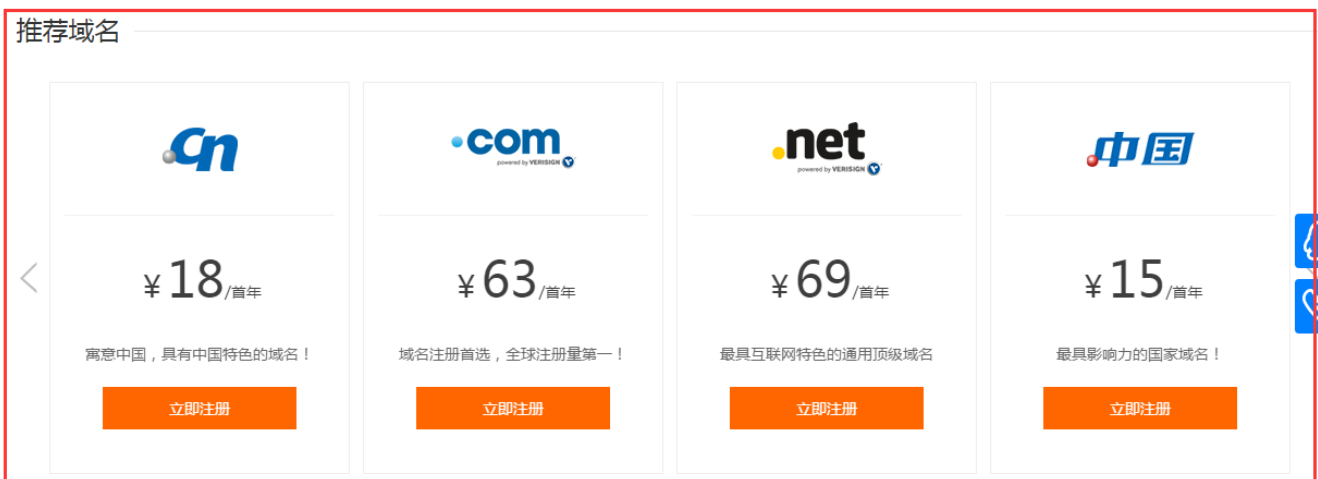 推荐域名
.cn
.com
powered by VERISIGN
.net
powered by VERISIGN
.中国
¥18/首年
¥63/首年
¥69/首年
¥15/首年
寓意中国，具有中国特色的域名！
域名注册首选，全球注册量第一！
最具互联网特色的通用顶级域名
最具影响力的国家域名！
立即注册
立即注册
立即注册
立即注册